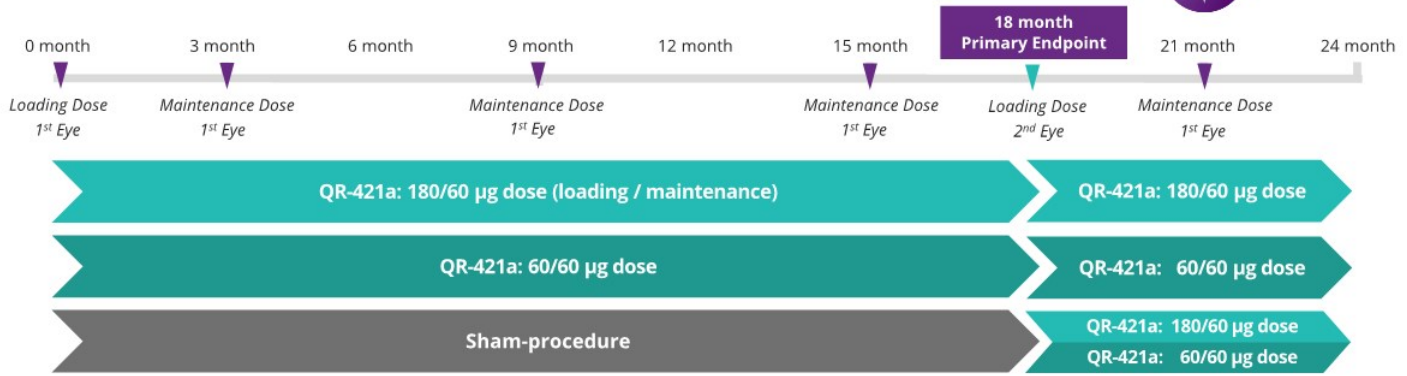 0 month 3 month 6 month 9 month 12 month 15 month 18 month 21 month 24 month
Primary Endpoint
Loading Dose Maintenance Dose Maintenance Dose Maintenance Dose Loading Dose Maintenance Dose
1st Eye 1st Eye 1st Eye 1st Eye 2nd Eye 1st Eye
QR-421a: 180/60 µg dose (loading / maintenance) QR-421a: 180/60 µg dose
QR-421a: 60/60 µg dose QR-421a: 60/60 µg dose
Sham-procedure
QR-421a: 180/60 µg dose
QR-421a: 60/60 µg dose